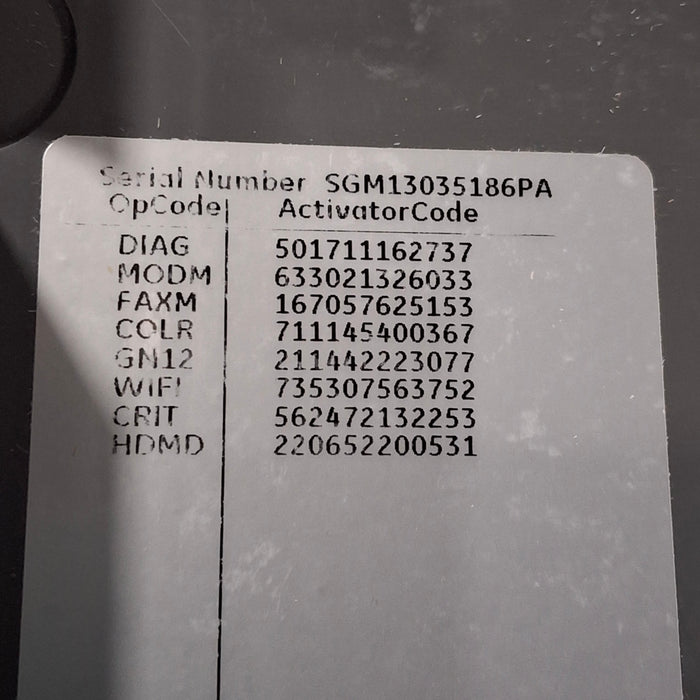 Serial Number SGM13035186PA
OpCode ActivatorCode
DIAG 501711162737
MODM 633021326033
FAXM 167057625153
COLR 711145400367
GN12 211442223077
WIFI 735307563752
CRIT 562472132253
HDMD 220652200531